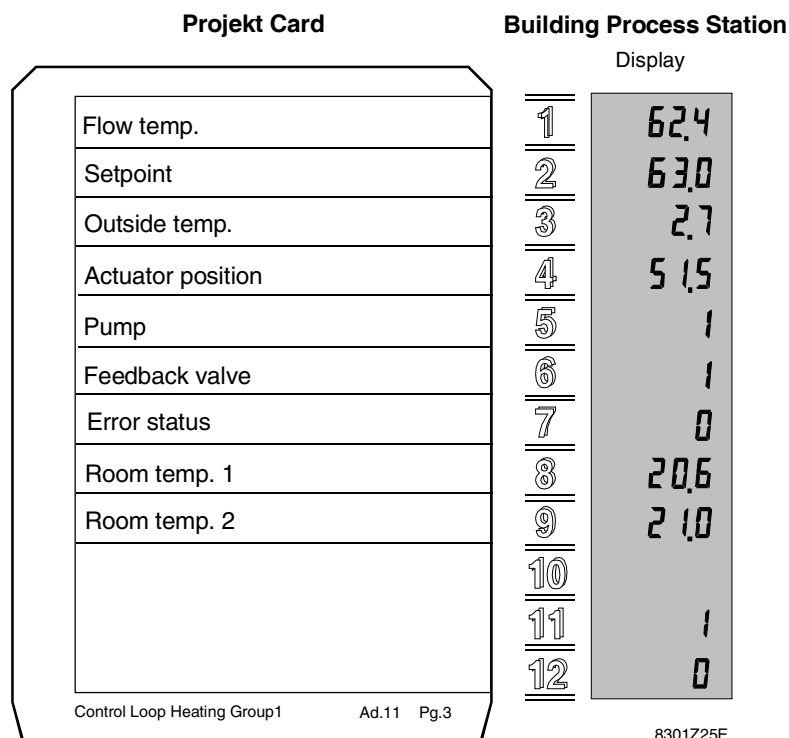 Projekt Card Building Process Station
Display
Flow temp. 1 62.4
Setpoint 2 63.0
Outside temp. 3 2.7
Actuator position 4 51.5
Pump 5 1
Feedback valve 6 1
Error status 7 0
Room temp. 1 8 20.6
Room temp. 2 9 21.0
10
11 1
12 0
Control Loop Heating Group1 Ad.11 Pg.3
8301Z25E